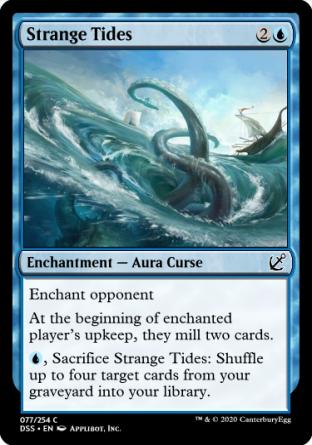 Strange Tides 2
Enchantment — Aura Curse
Enchant opponent
At the beginning of enchanted
player's upkeep, they mill two cards.
, Sacrifice Strange Tides: Shuffle
up to four target cards from your
graveyard into your library.
077/254 C
DSS • EN APPLIBOT, INC.
™ & © 2020 CanterburyEgg